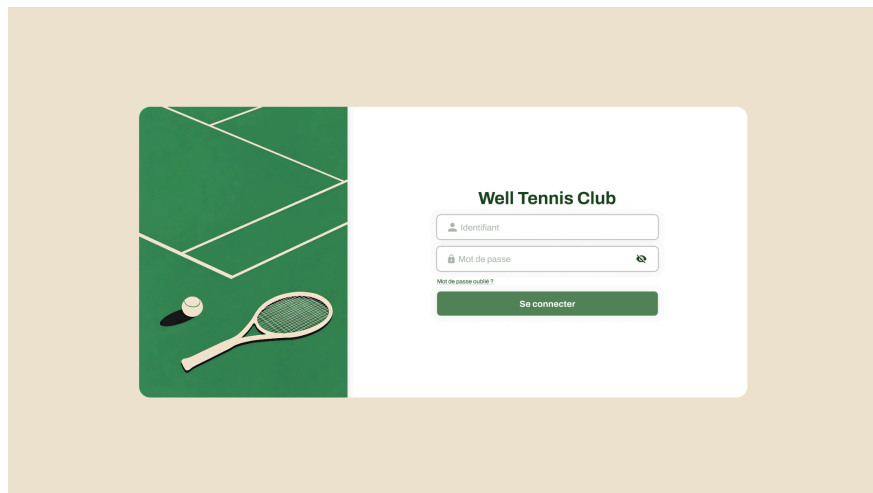 Well Tennis Club
Identifiant
Mot de passe
Mot de passe oublié ?
Se connecter